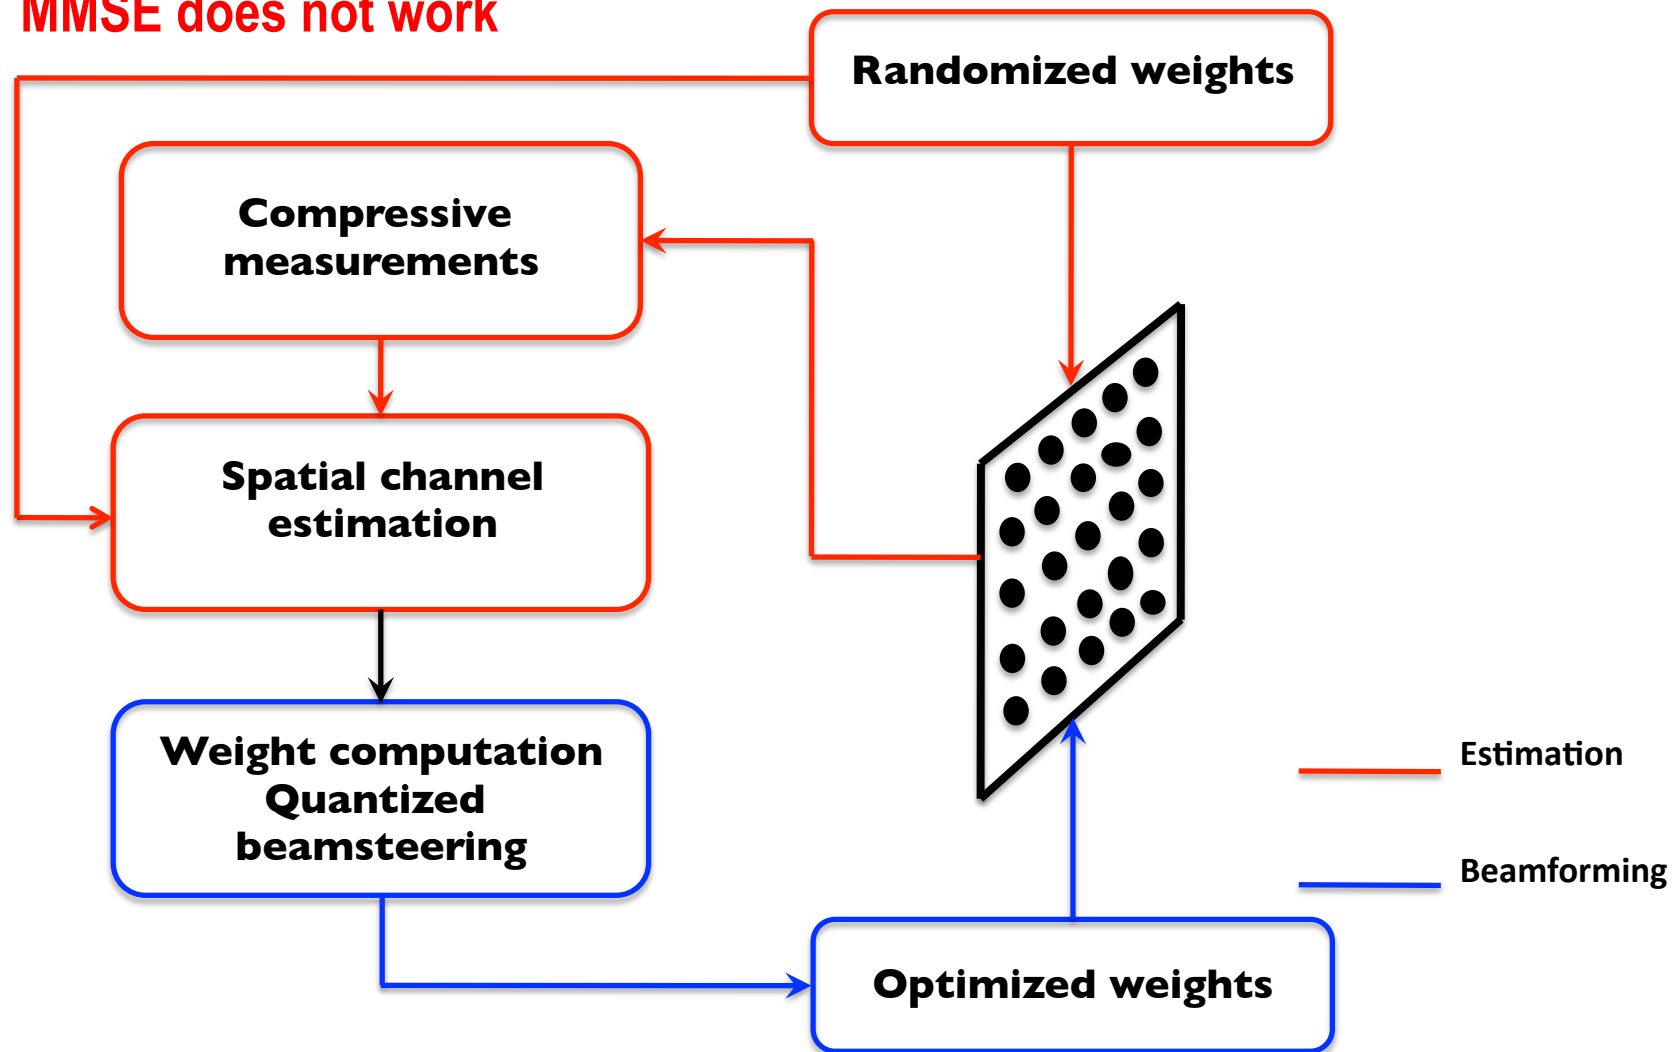 MMSE does not work
Randomized weights
Compressive
measurements
Spatial channel
estimation
Weight computation
Quantized
beamsteering
Estimation
Beamforming
Optimized weights